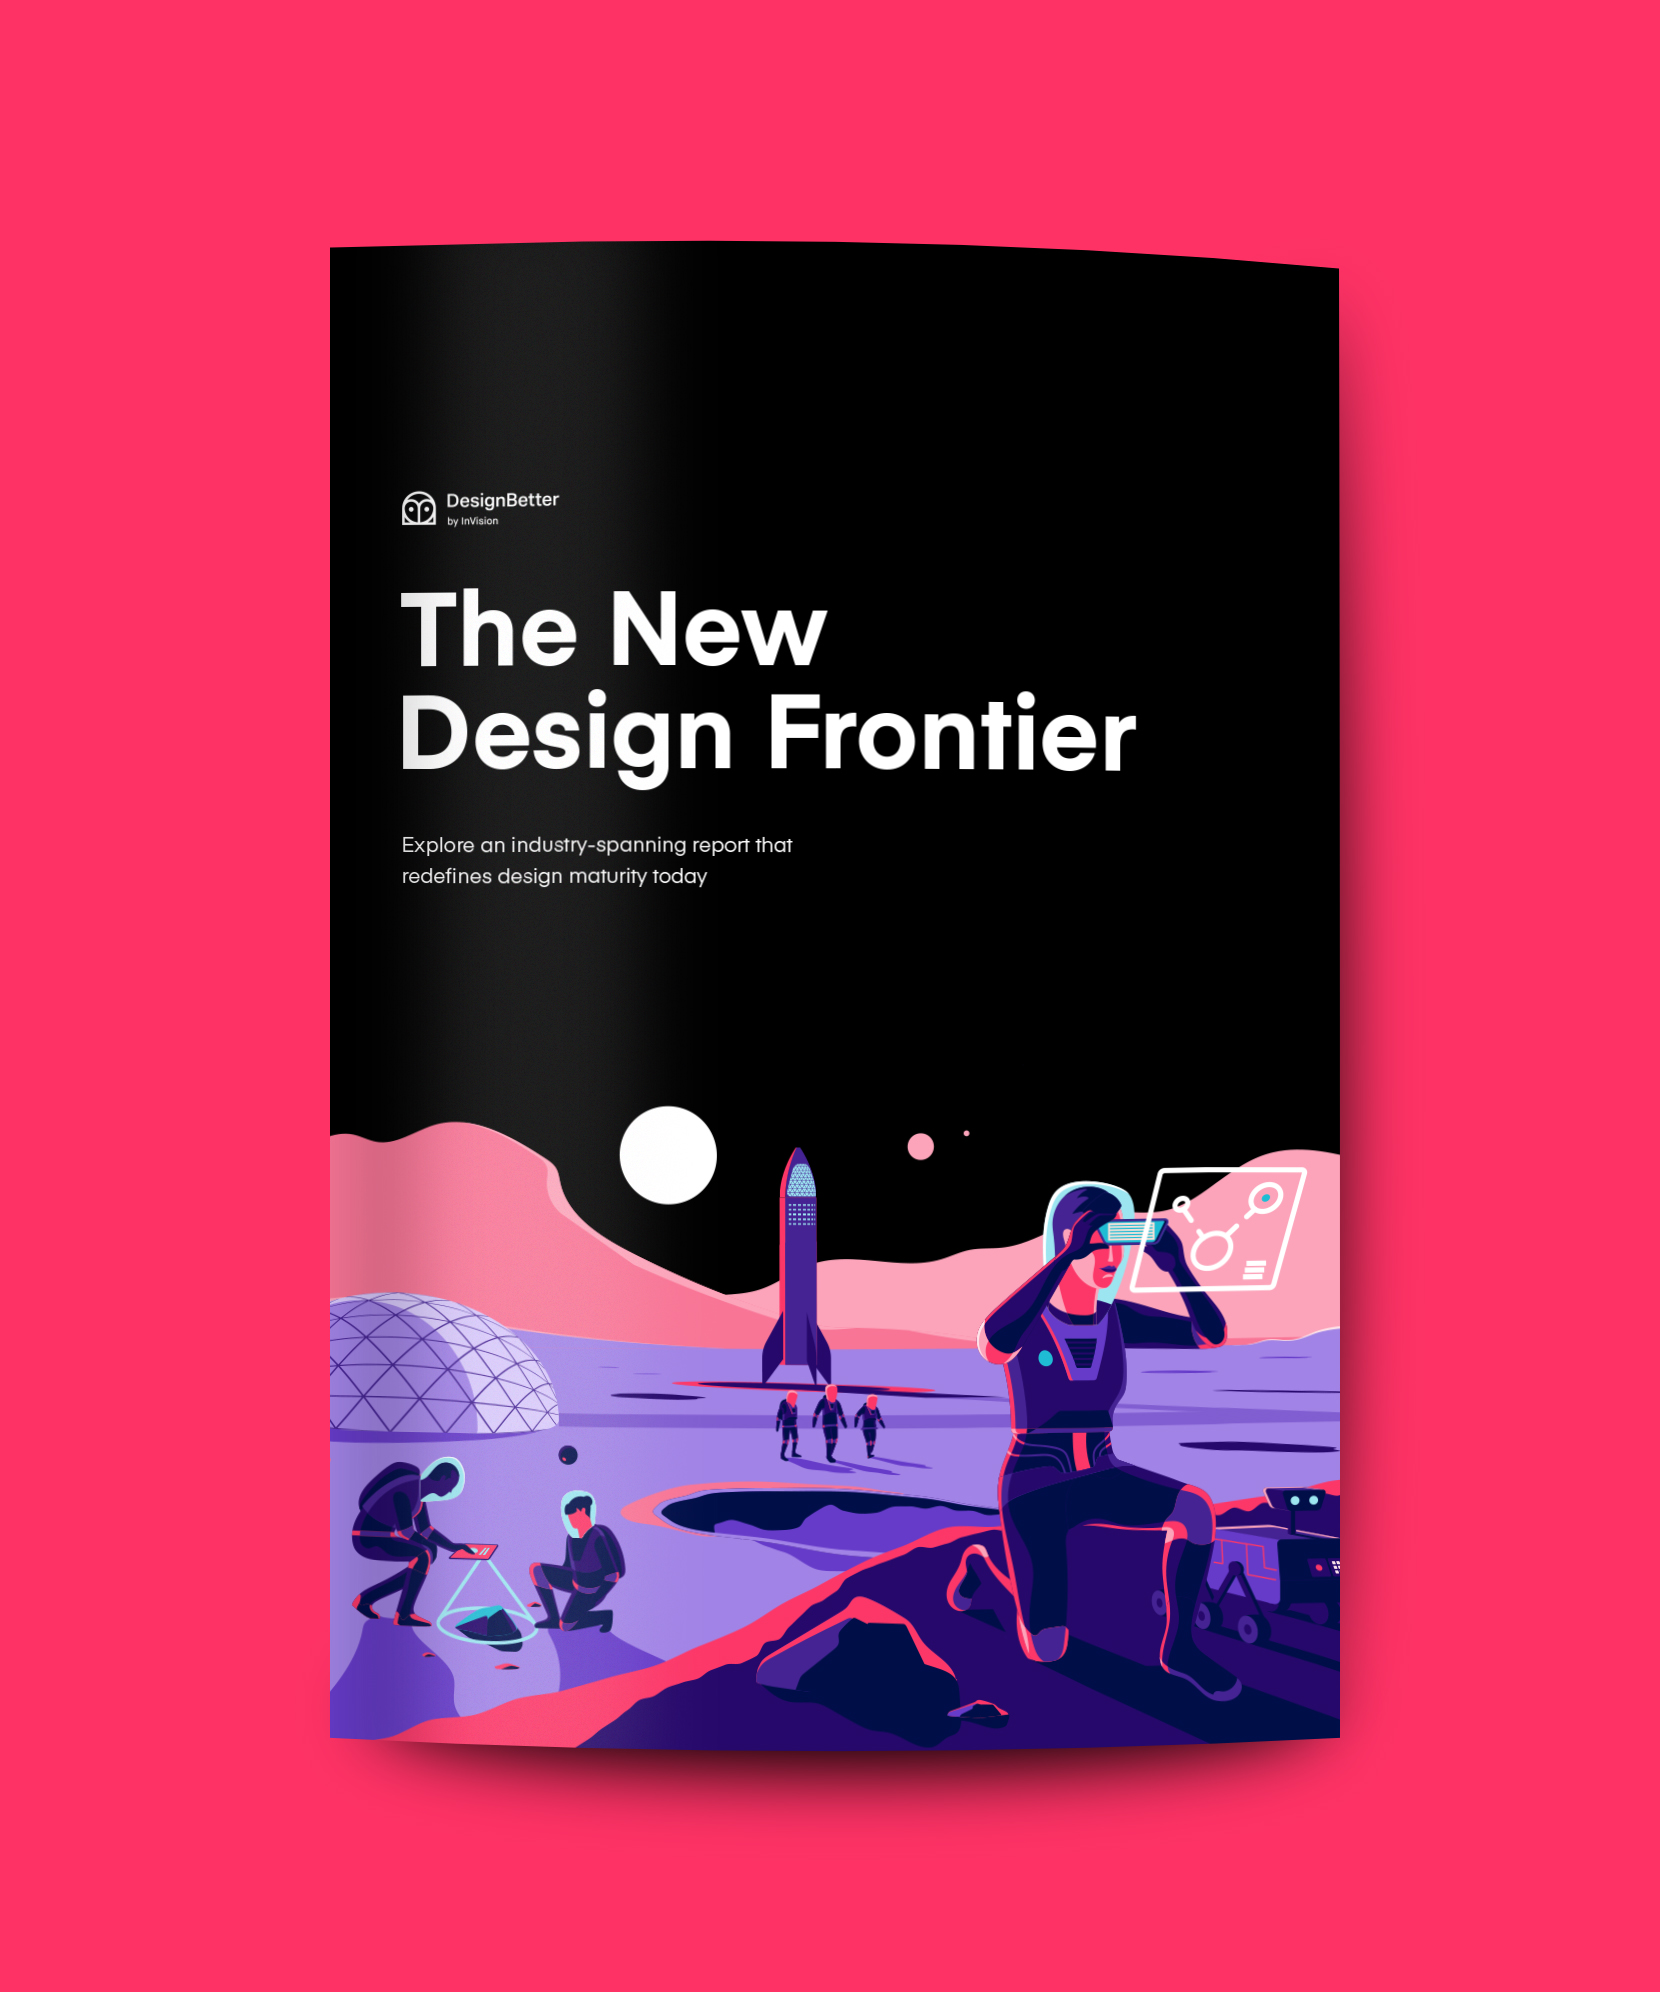 DesignBetter
by InVision
The New
Design Frontier
Explore an industry-spanning report that
redefines design maturity today